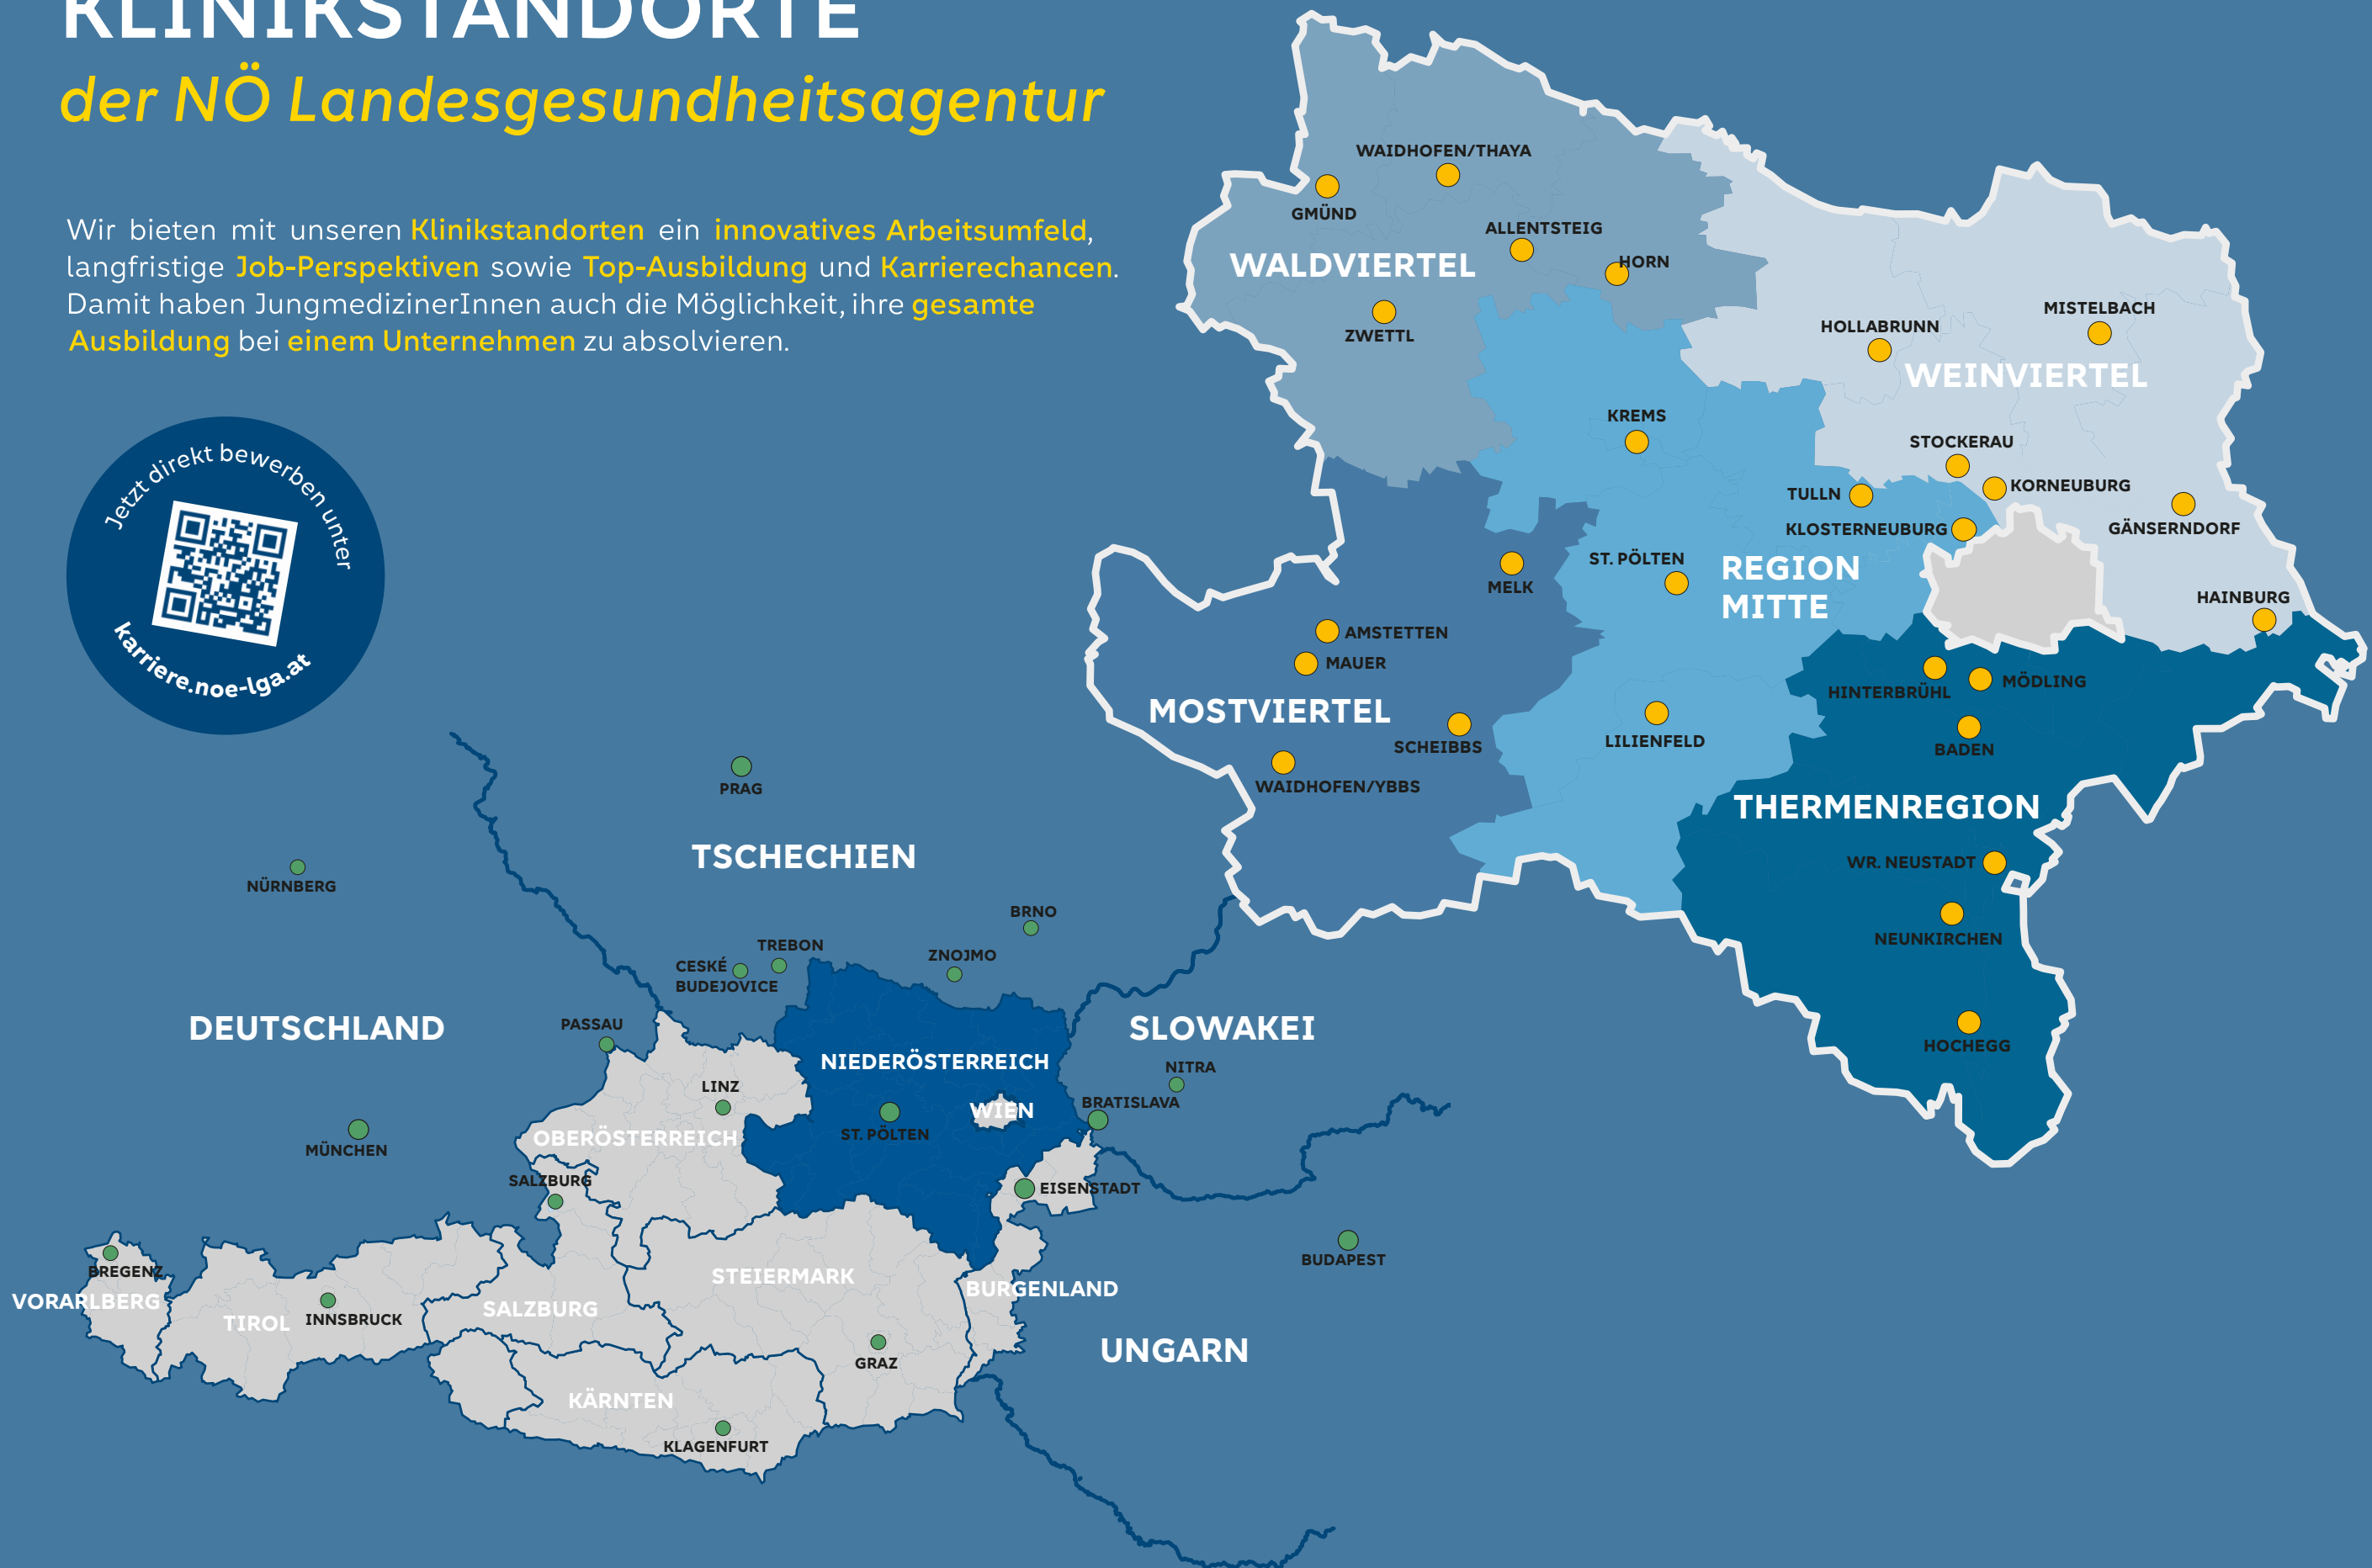 KLINIKSTANDORTE
der NÖ Landesgesundheitsagentur
Wir bieten mit unseren Klinikstandorten ein innovatives Arbeitsumfeld,
langfristige Job-Perspektiven sowie Top-Ausbildung und Karrierechancen.
Damit haben JungmedizinerInnen auch die Möglichkeit, ihre gesamte
Ausbildung bei einem Unternehmen zu absolvieren.
Jetzt direkt bewerben unter
karriere.noe-lga.at
WAIDHOFEN/THAYA
GMÜND
ALLENTSTEIG
HORN
WALDVIERTEL
ZWETTL
MISTELBACH
HOLLABRUNN
WEINVIERTEL
KREMS
STOCKERAU
KORNEUBURG
TULLN
GÄNSERNDORF
KLOSTERNEUBURG
ST. PÖLTEN
REGION
MITTE
MELK
HAINBURG
AMSTETTEN
MAUER
HINTERBRÜHL
MÖDLING
MOSTVIERTEL
SCHEIBBS
LILIENFELD
BADEN
WAIDHOFEN/YBBS
THERMENREGION
WR. NEUSTADT
NEUNKIRCHEN
HOCHEGG
PRAG
TSCHECHIEN
NÜRNBERG
BRNO
TREBON
ZNOJMO
CESKÉ
BUDEJOVICE
DEUTSCHLAND
PASSAU
SLOWAKEI
NIEDERÖSTERREICH
NITRA
LINZ
BRATISLAVA
WIEN
ST. PÖLTEN
OBERÖSTERREICH
MÜNCHEN
SALZBURG
EISENSTADT
BUDAPEST
BREGENZ
STEIERMARK
BURGENLAND
VORARLBERG
SALZBURG
INNSBRUCK
TIROL
UNGARN
GRAZ
KÄRNTEN
KLAGENFURT